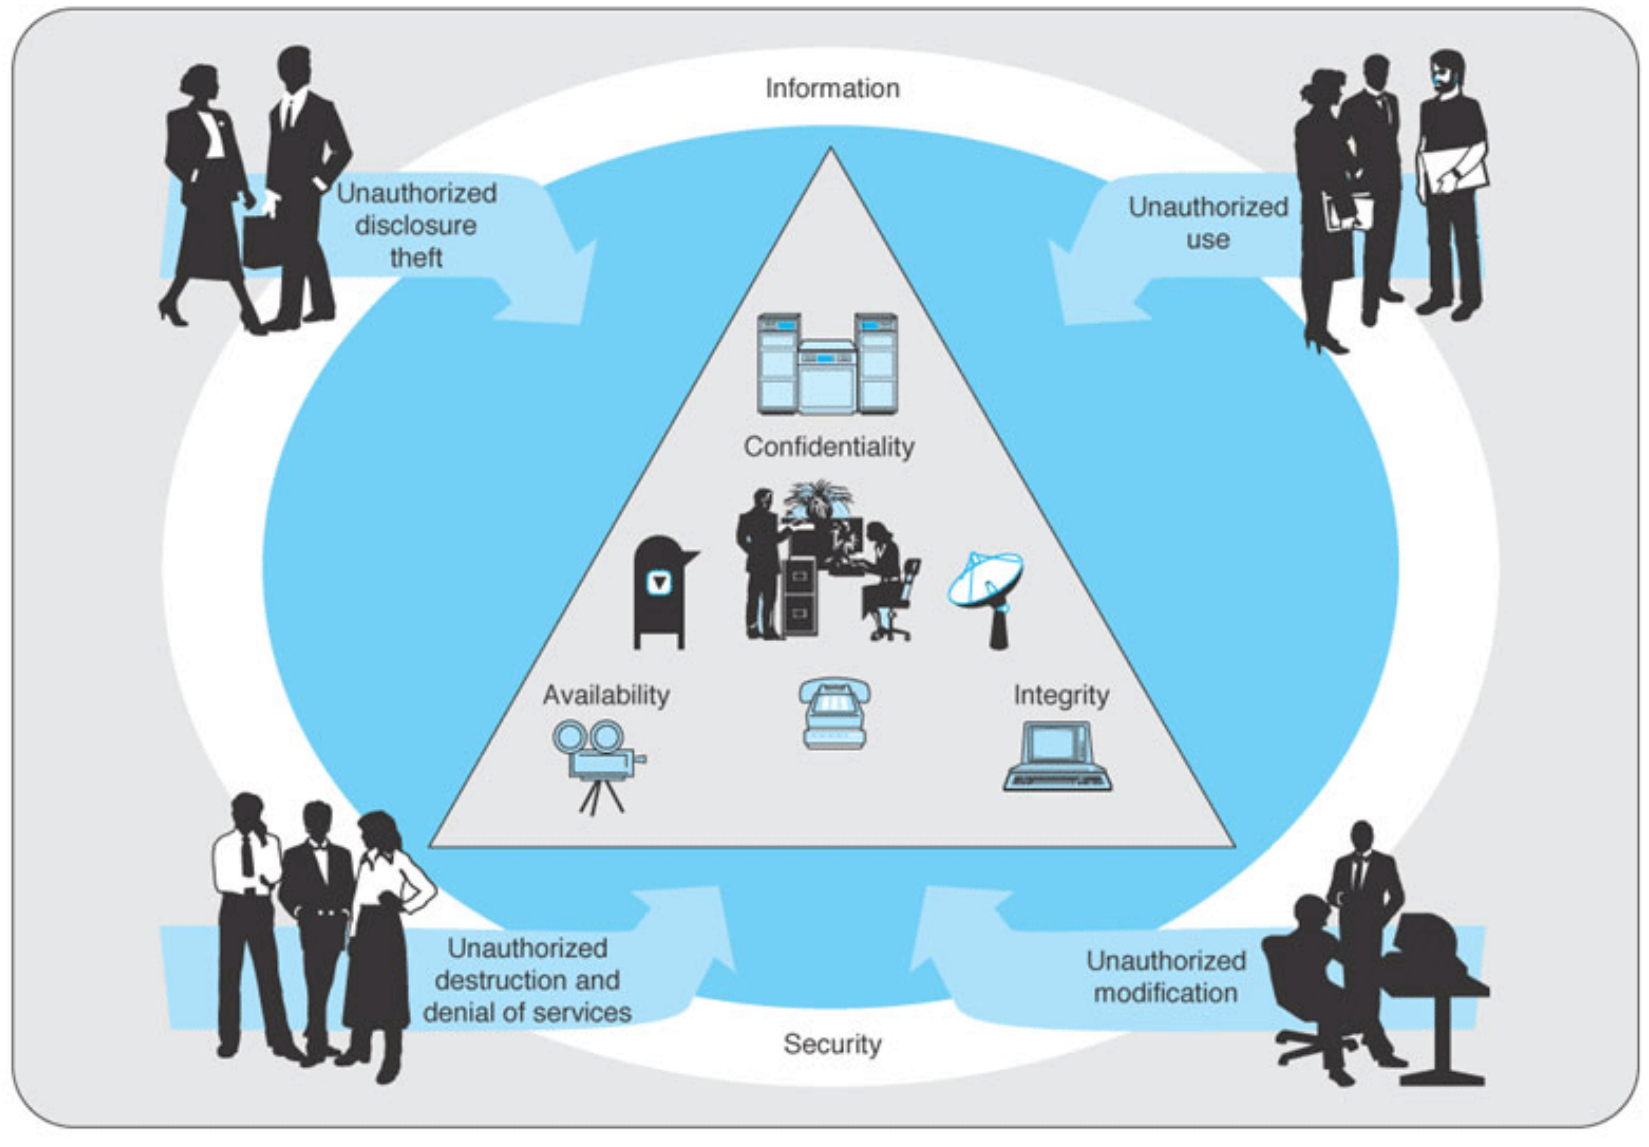 Information
Unauthorized
disclosure
theft
Unauthorized
use
Confidentiality
Availability
Integrity
Unauthorized
destruction and
denial of services
Unauthorized
modification
Security